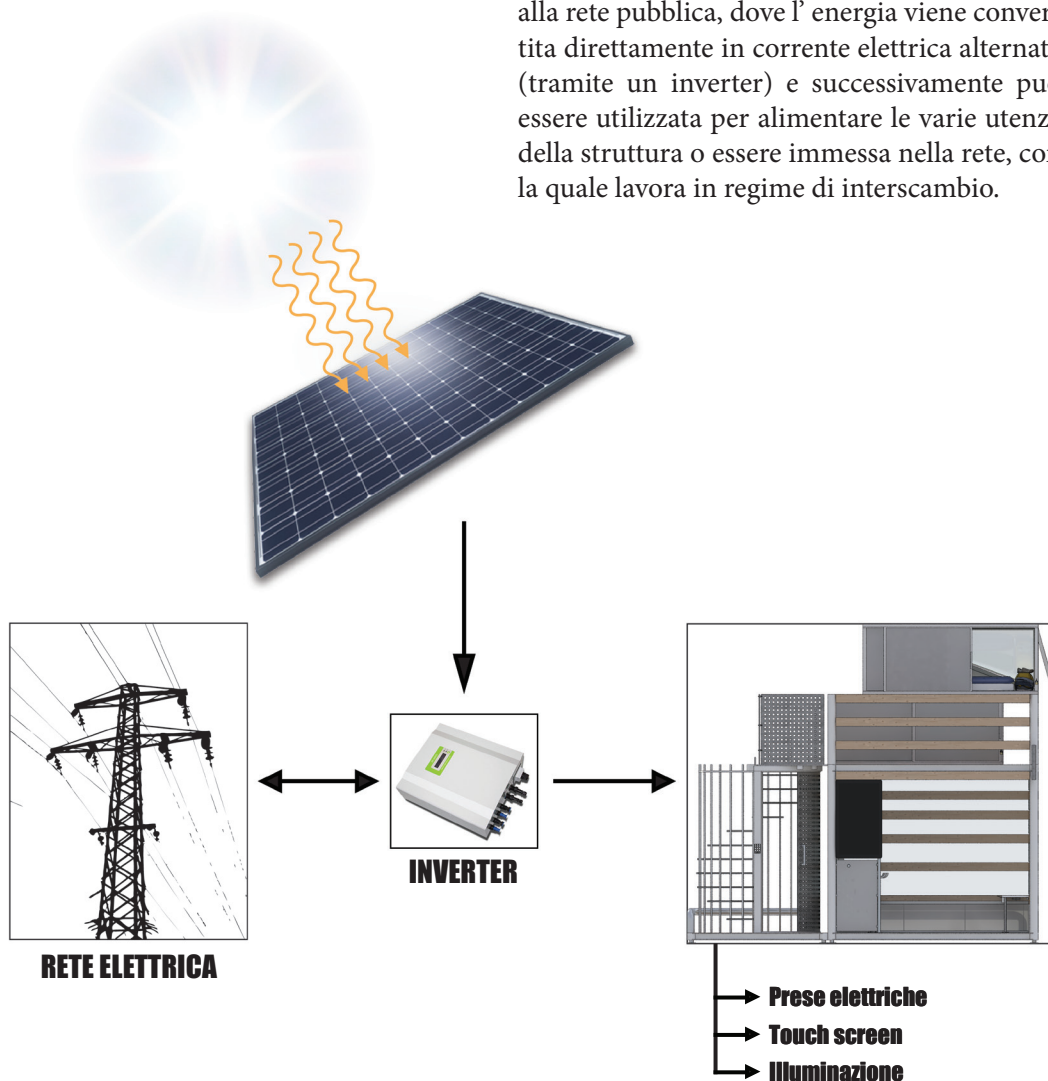 alla rete pubblica, dove l’ energia viene conver
tita direttamente in corrente elettrica alternat
(tramite un inverter) e successivamente pu
essere utilizzata per alimentare le varie utenz
della struttura o essere immessa nella rete, co
la quale lavora in regime di interscambio.
INVERTER
RETE ELETTRICA
Prese elettriche
Touch screen
Illuminazione